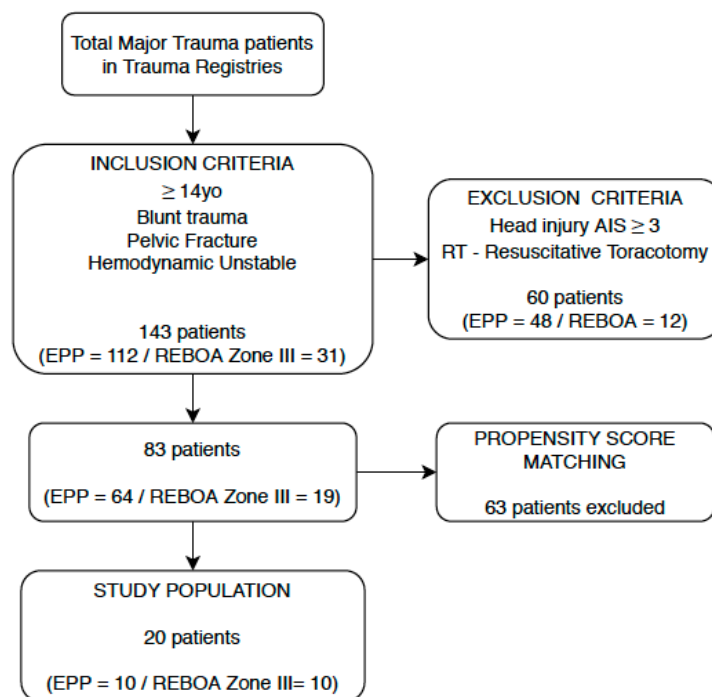 Total Major Trauma patients
in Trauma Registries
INCLUSION CRITERIA
≥ 14yo
Blunt trauma
Pelvic Fracture
Hemodynamic Unstable
143 patients
(EPP = 112 / REBOA Zone III = 31)
EXCLUSION CRITERIA
Head injury AIS ≥ 3
RT - Resuscitative Toracotomy
60 patients
(EPP = 48 / REBOA = 12)
83 patients
(EPP = 64 / REBOA Zone III = 19)
PROPENSITY SCORE
MATCHING
63 patients excluded
STUDY POPULATION
20 patients
(EPP = 10 / REBOA Zone III= 10)